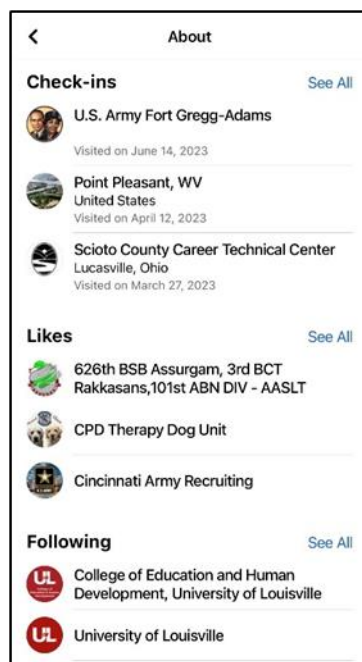 About
Check-ins
See All
U.S. Army Fort Gregg-Adams
Visited on June 14, 2023
Point Pleasant, WV
United States
Visited on April 12, 2023
Scioto County Career Technical Center
Lucasville, Ohio
Visited on March 27, 2023
Likes
See All
626th BSB Assurgam, 3rd BCT
Rakkasans,101st ABN DIV - AASLT
CPD Therapy Dog Unit
Cincinnati Army Recruiting
Following
See All
UL
College of Education and Human
Development, University of Louisville
UL
University of Louisville